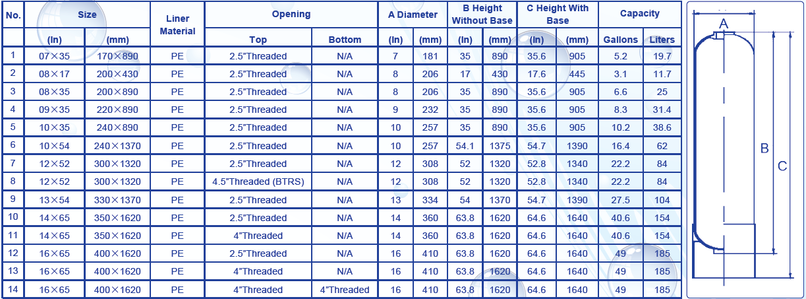 No. Size Liner Material Opening A Diameter B Height Without Base C Height With Base Capacity
(In) (mm) Top Bottom (In) (mm) (In) (mm) (In) (mm) Gallons Liters
1 07×35 170×890 PE 2.5"Threaded N/A 7 181 35 890 35.6 905 5.2 19.7
2 08×17 200×430 PE 2.5"Threaded N/A 8 206 17 430 17.6 445 3.1 11.7
3 08×35 200×890 PE 2.5"Threaded N/A 8 206 35 890 35.6 905 6.6 25
4 09×35 220×890 PE 2.5"Threaded N/A 9 232 35 890 35.6 905 8.3 31.4
5 10×35 240×890 PE 2.5"Threaded N/A 10 257 35 890 35.6 905 10.2 38.6
6 10×54 240×1370 PE 2.5"Threaded N/A 10 257 54.1 1375 54.7 1390 16.4 62
7 12×52 300×1320 PE 2.5"Threaded N/A 12 308 52 1320 52.8 1340 22.2 84
8 12×52 300×1320 PE 4.5"Threaded (BTRS) N/A 12 308 52 1320 52.8 1340 22.2 84
9 13×54 330×1370 PE 2.5"Threaded N/A 13 334 54 1370 54.7 1390 27.5 104
10 14×65 350×1620 PE 2.5"Threaded N/A 14 360 63.8 1620 64.6 1640 40.6 154
11 14×65 350×1620 PE 4"Threaded N/A 14 360 63.8 1620 64.6 1640 40.6 154
12 16×65 400×1620 PE 2.5"Threaded N/A 16 410 63.8 1620 64.6 1640 49 185
13 16×65 400×1620 PE 4"Threaded N/A 16 410 63.8 1620 64.6 1640 49 185
14 16×65 400×1620 PE 4"Threaded 4"Threaded 16 410 63.8 1620 64.6 1640 49 185
A
B
C